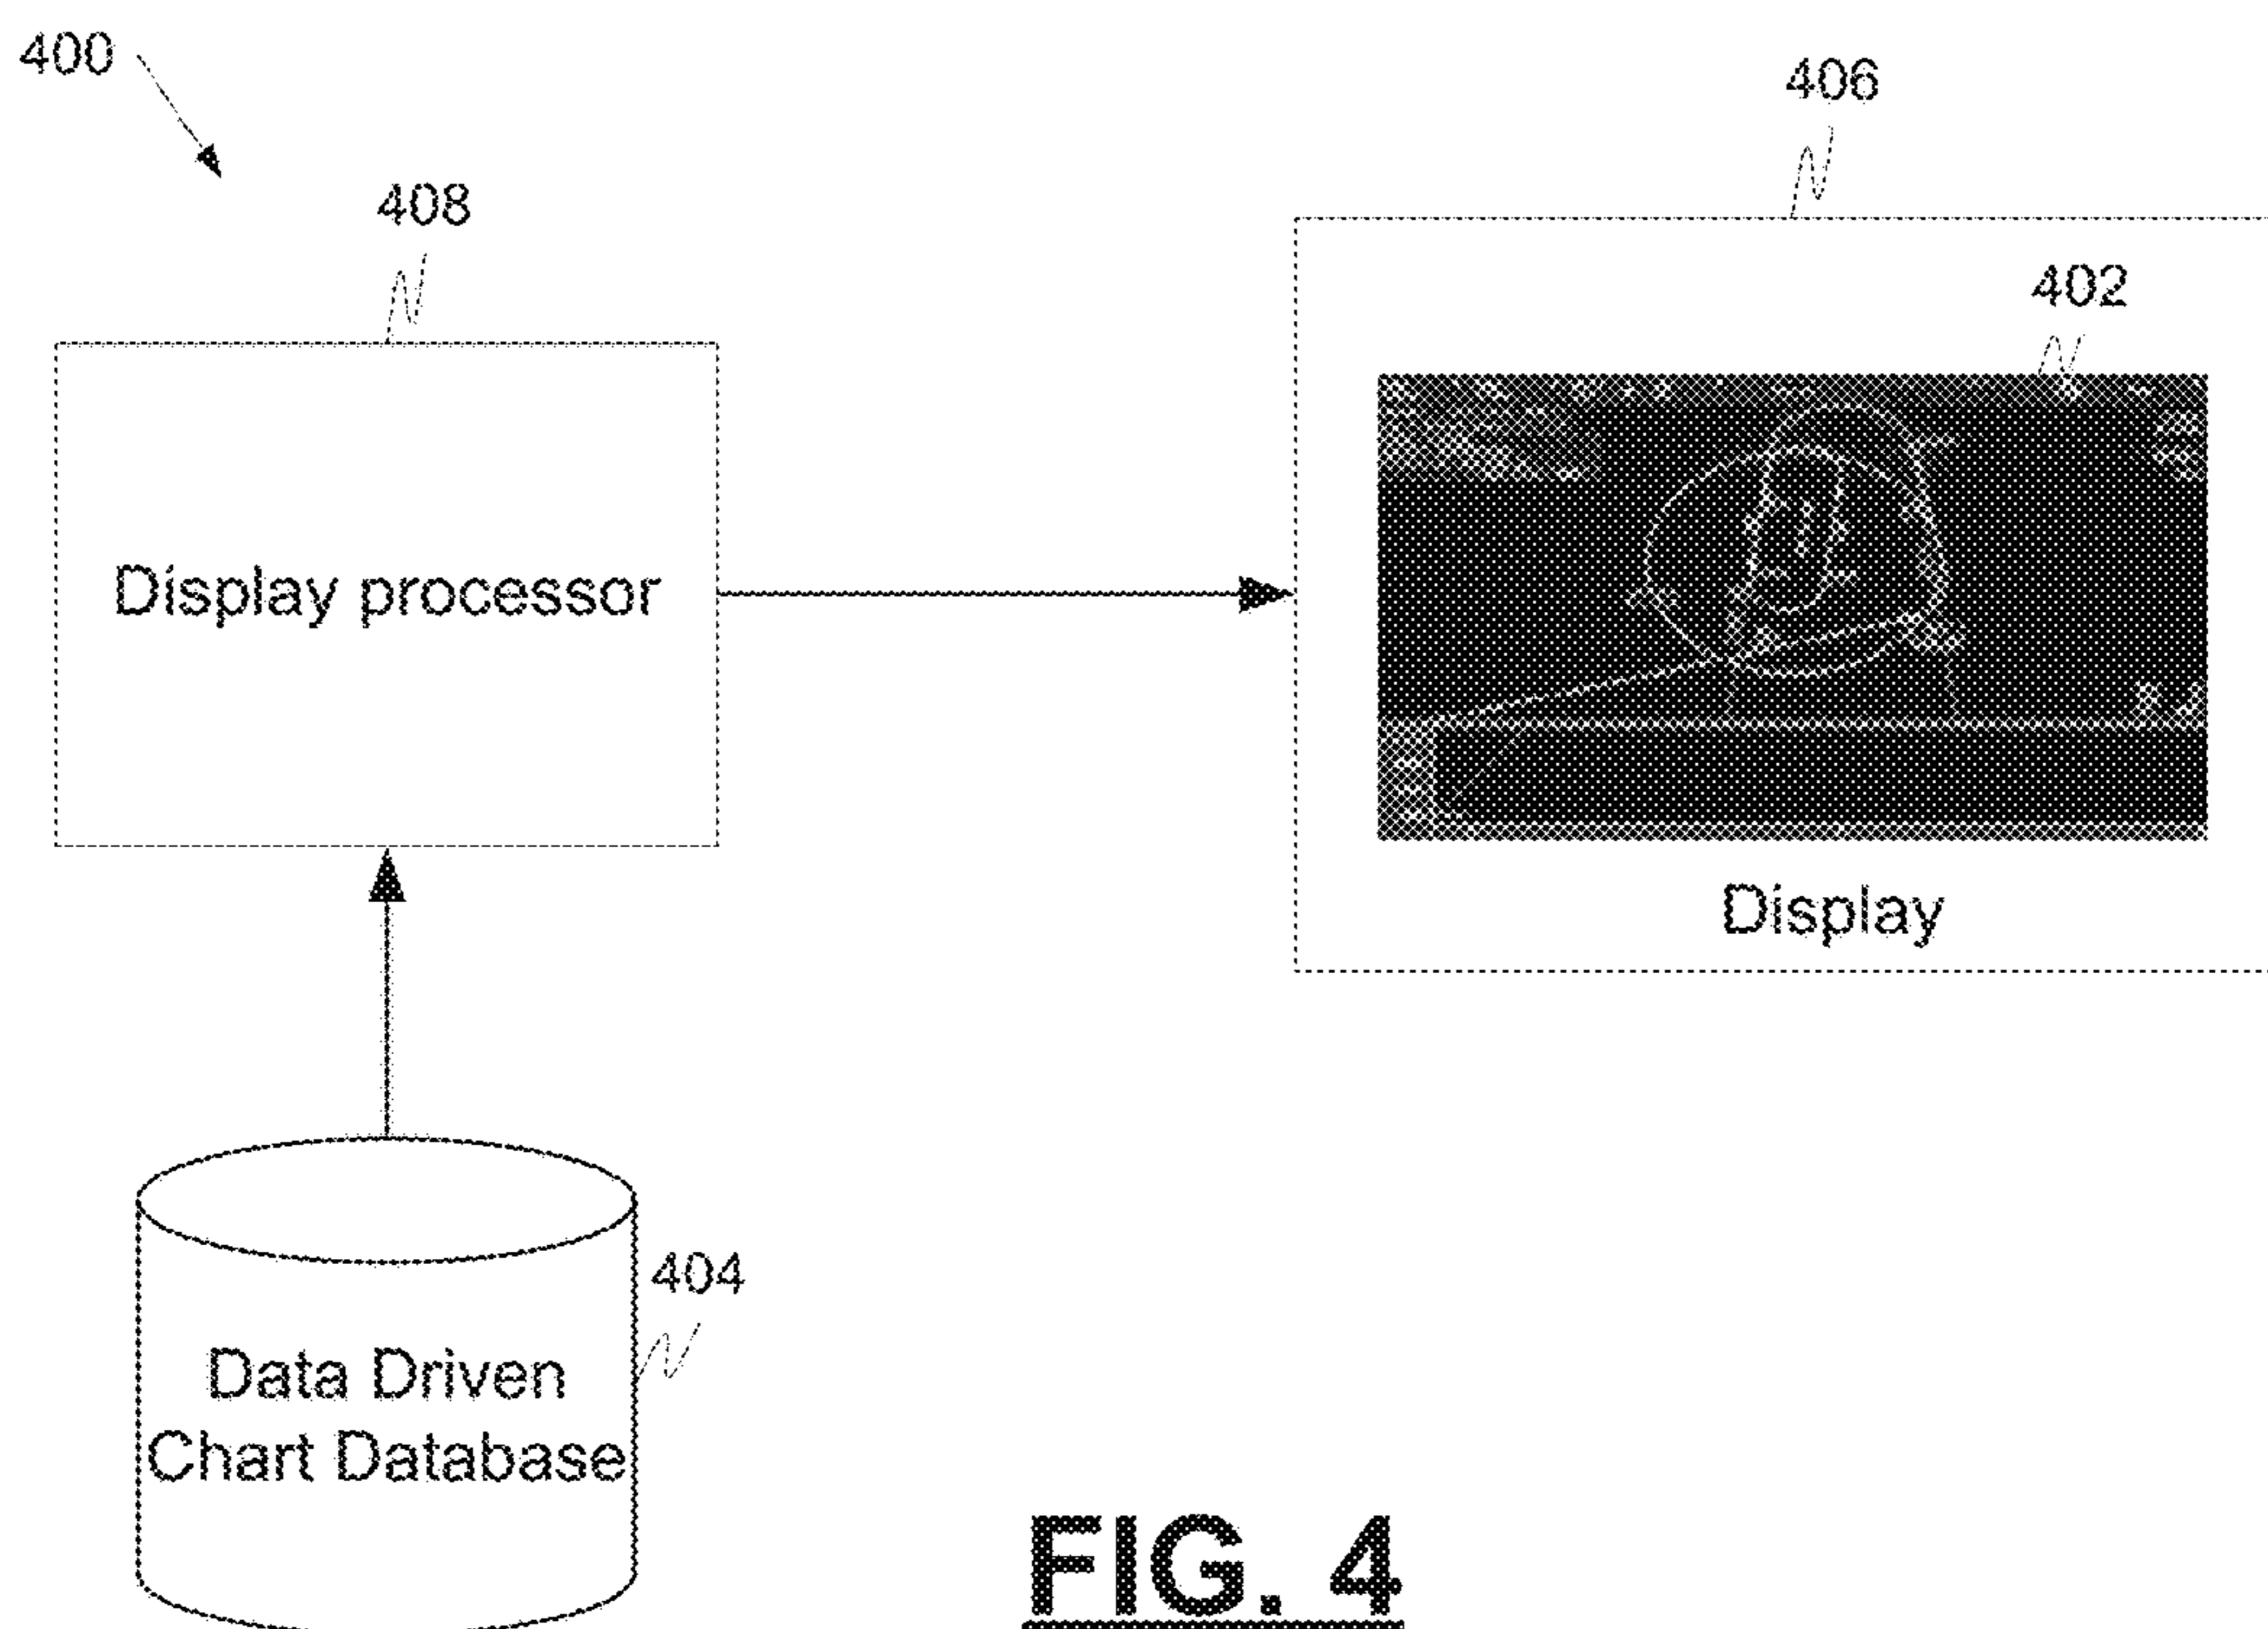 400
406
408
402
Display processor
Display
404
Data Driven
Chart Database
FIG. 4